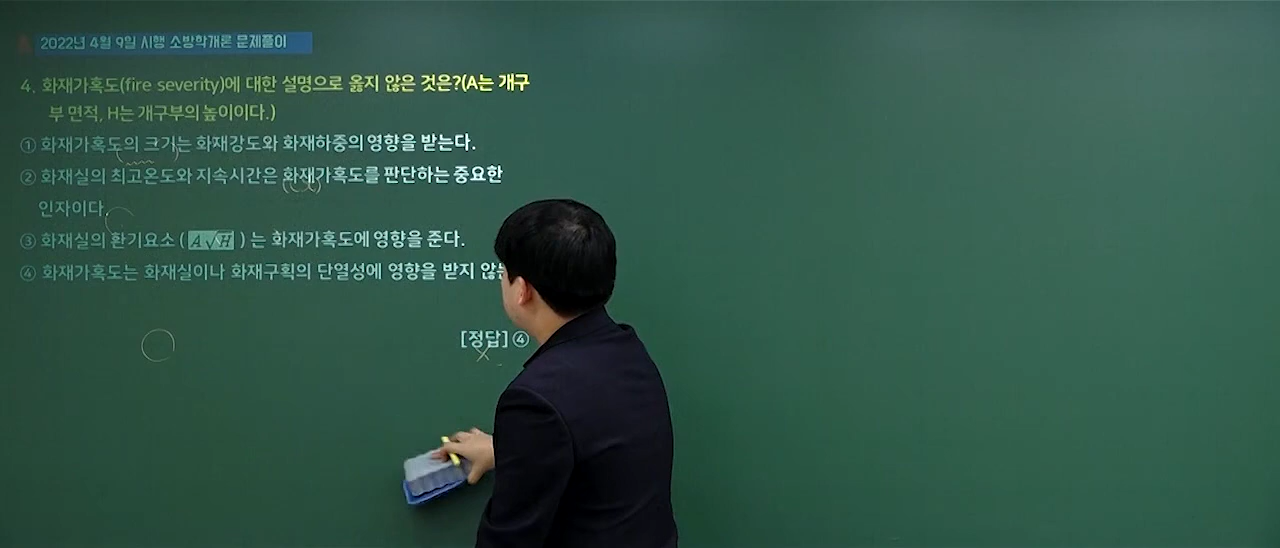 2022년 4월 9일 시행 소방학개론 문제풀이
4. 화재가혹도(fire severity)에 대한 설명으로 옳지 않은 것은?(A는 개구
부 면적, H는 개구부의 높이이다.)
① 화재가혹도의 크기는 화재강도와 화재하중의 영향을 받는다.
② 화재실의 최고온도와 지속시간은 화재가혹도를 판단하는 중요한
인자이다.
③ 화재실의 환기요소 ( A√H ) 는 화재가혹도에 영향을 준다.
④ 화재가혹도는 화재실이나 화재구획의 단열성에 영향을 받지 않
[정답] ④